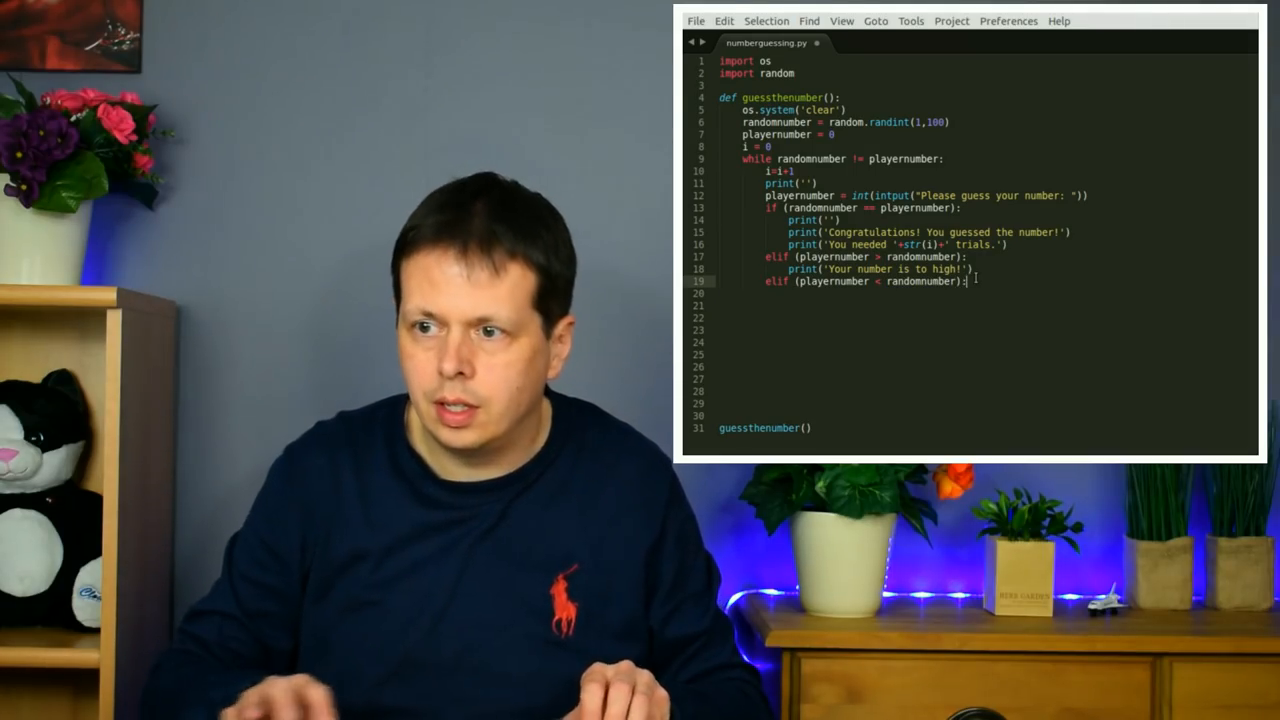 File Edit Selection Find View Goto Tools Project Preferences Help
numberguessing.py
1 import os
2 import random
3
4 def guessthenumber():
5 os.system('clear')
6 randomnumber = random.randint(1,100)
7 playernumber = 0
8 i = 0
9 while randomnumber != playernumber:
10 i=i+1
11 print('')
12 playernumber = int(intput("Please guess your number: "))
13 if (randomnumber == playernumber):
14 print('')
15 print('Congratulations! You guessed the number!')
16 print('You needed '+str(i)+' trials.')
17 elif (playernumber > randomnumber):
18 print('Your number is to high!')
19 elif (playernumber < randomnumber):
20
21
22
23
24
25
26
27
28
29
30
31 guessthenumber()
HERB GARDEN